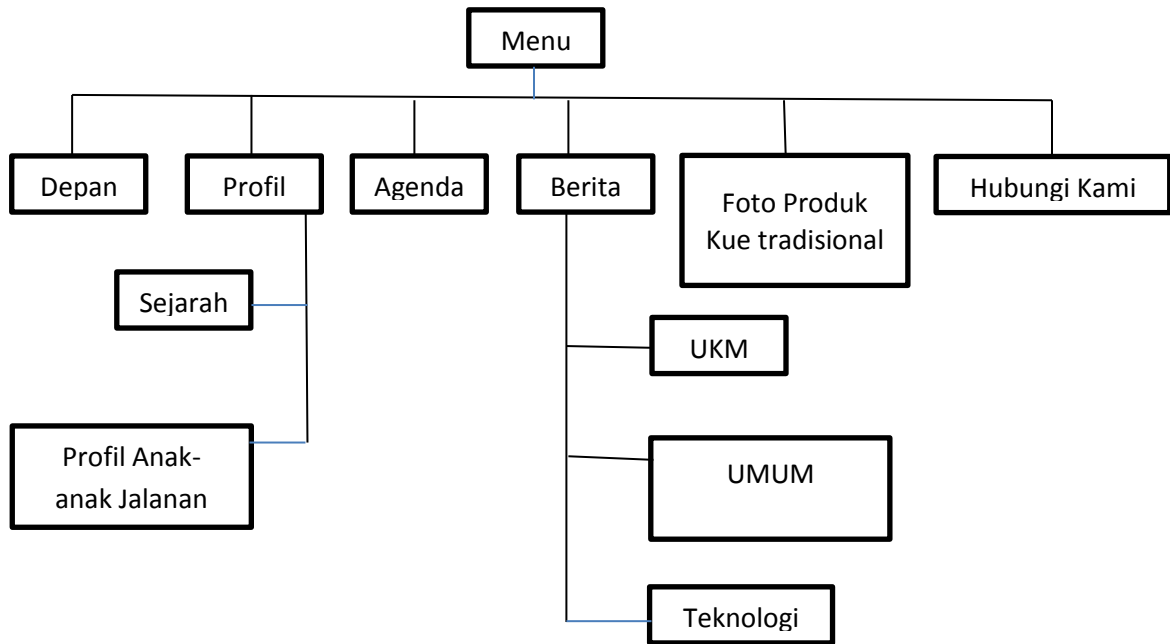 Menu
Depan
Profil
Agenda
Berita
Foto Produk
Kue tradisional
Hubungi Kami
Sejarah
UKM
Profil Anak-
anak Jalanan
UMUM
Teknologi